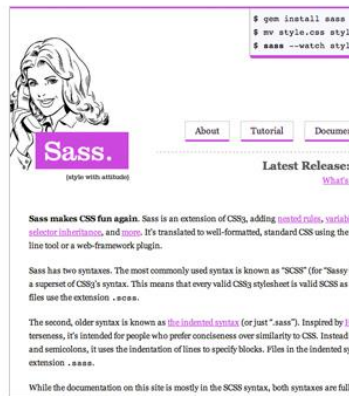 $ gem install sass
$ mv style.css styl
$ sass --watch styl
Sass.
{style with attitude}
About
Tutorial
Documen
Latest Release:
What's
Sass makes CSS fun again. Sass is an extension of CSS3, adding nested rules, variabl
selector inheritance, and more. It's translated to well-formatted, standard CSS using the
line tool or a web-framework plugin.
Sass has two syntaxes. The most commonly used syntax is known as "SCSS" (for "Sassy
a superset of CSS3's syntax. This means that every valid CSS3 stylesheet is valid SCSS as
files use the extension .scss.
The second, older syntax is known as the indented syntax (or just ".sass"). Inspired by
terseness, it's intended for people who prefer conciseness over similarity to CSS. Instead
and semicolons, it uses the indentation of lines to specify blocks. Files in the indented sy
extension .sass.
While the documentation on this site is mostly in the SCSS syntax, both syntaxes are full